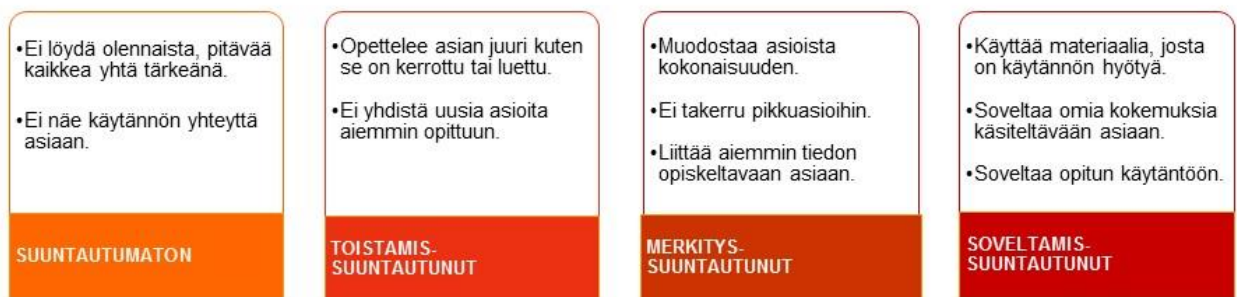 •Ei löydä olennaista, pitävää
kaikkea yhtä tärkeänä.
•Ei näe käytännön yhteyttä
asiaan.
SUUNTAUTUMATON
•Opettelee asian juuri kuten
se on kerrottu tai luettu.
•Ei yhdistä uusia asioita
aiemmin opittuun.
TOISTAMIS-
SUUNTAUTUNUT
•Muodostaa asioista
kokonaisuuden.
•Ei takerru pikkuasioihin.
•Liittää aiemmin tiedon
opiskeltavaan asiaan.
MERKITYS-
SUUNTAUTUNUT
•Käyttää materiaalia, josta
on käytännön hyötyä.
•Soveltaa omia kokemuksia
käsiteltävään asiaan.
•Soveltaa opitun käytäntöön.
SOVELTAMIS-
SUUNTAUTUNUT